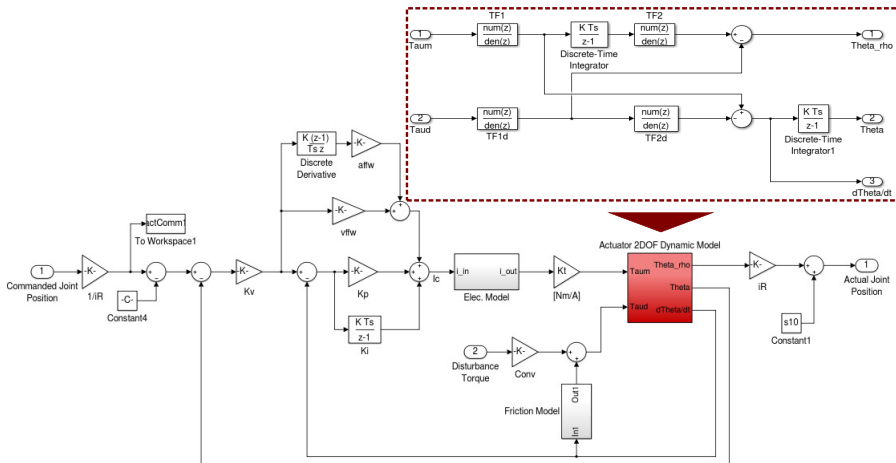 TF1
TF2
1
Taum
num(z)
den(z)
K Ts
z-1
Discrete-Time
Integrator
num(z)
den(z)
+
−
1
Theta_rho
2
Taud
num(z)
den(z)
TF1d
num(z)
den(z)
TF2d
+
−
K Ts
z-1
Discrete-Time
Integrator1
2
Theta
3
dTheta/dt
K (z-1)
Ts z
Discrete
Derivative
-K-
affw
-K-
vffw
+
+
actComm1
To Workspace1
1
Commanded Joint
Position
-K-
1/iR
-C-
Constant4
+
−
+
−
-K-
Kv
+
−
-K-
Kp
K Ts
z-1
Ki
+
+
+
Ic
i_in
i_out
Elec. Model
Kt
[Nm/A]
Actuator 2DOF Dynamic Model
Taum
Taud
Theta_rho
Theta
dTheta/dt
-K-
iR
+
+
1
Actual Joint
Position
s10
Constant1
2
Disturbance
Torque
-K-
Conv
+
+
Friction Model
Out1
In1